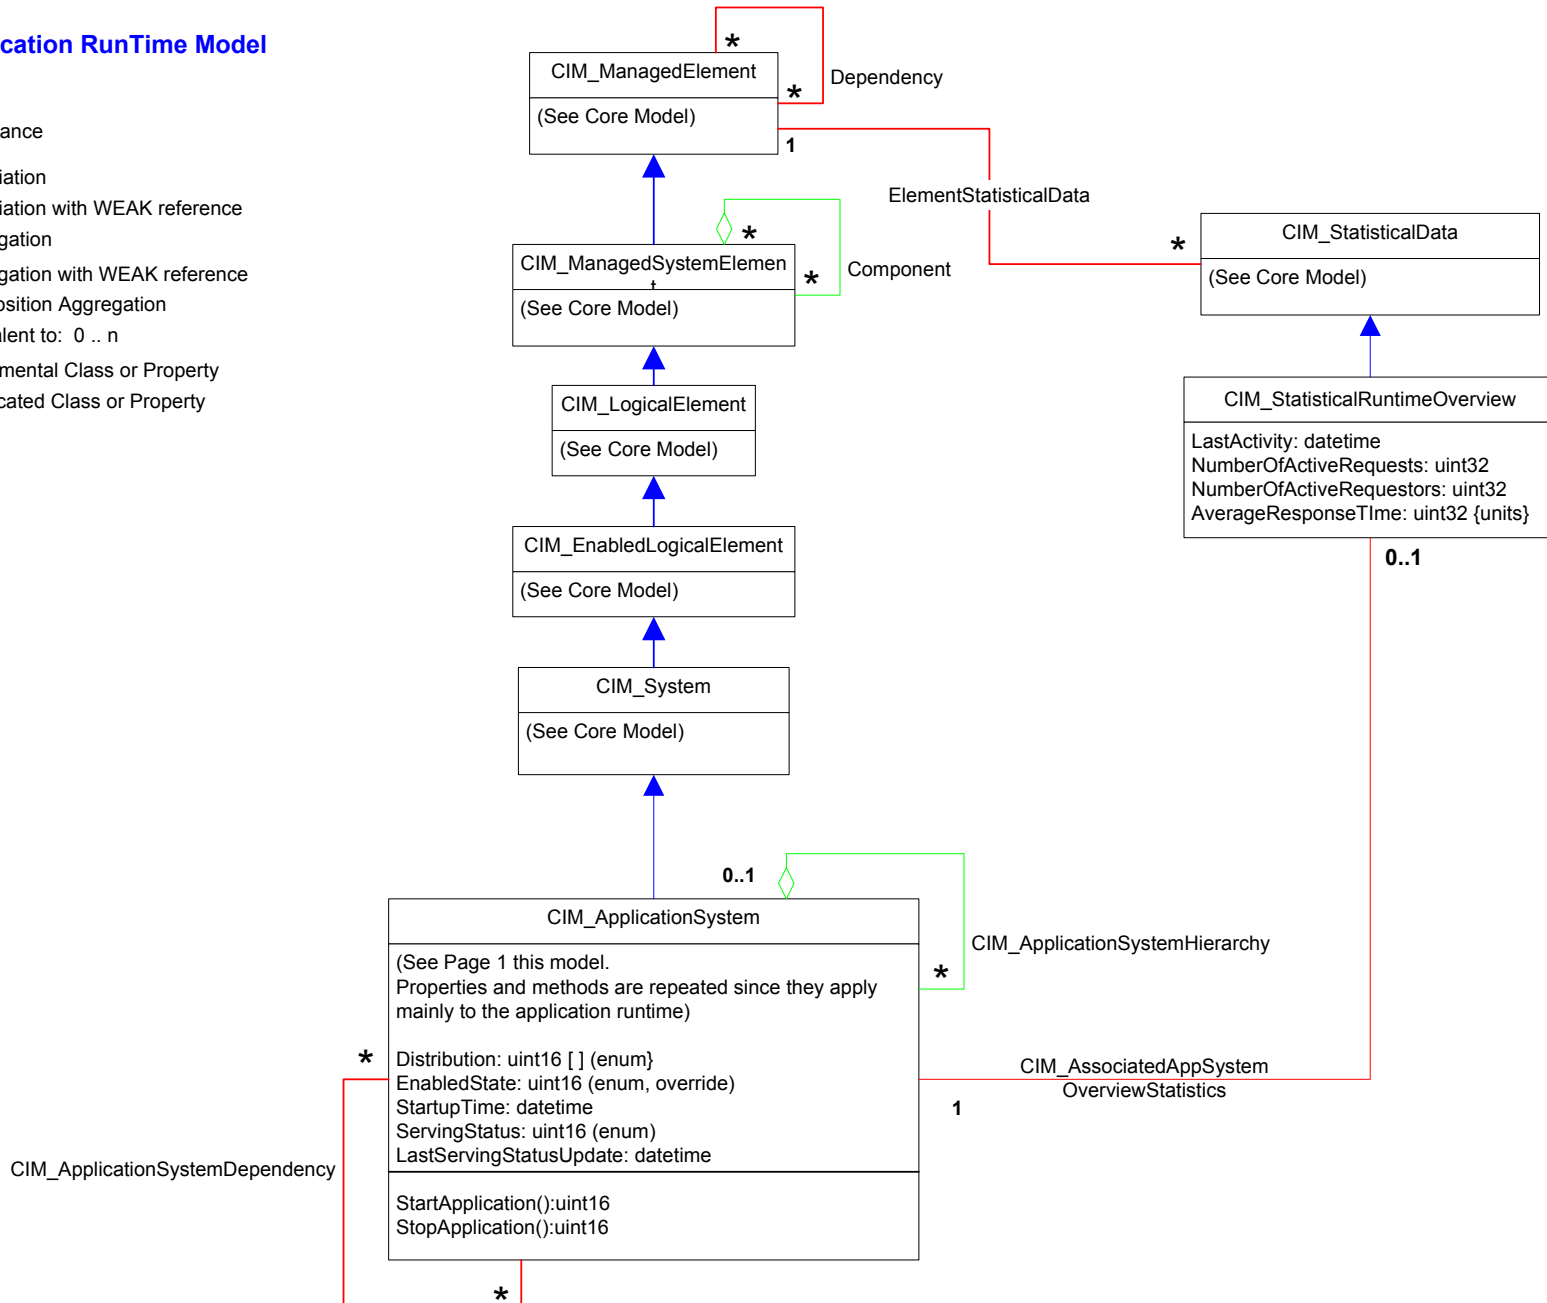 cation RunTime Model
ance
iation
iation with WEAK reference
gation
gation with WEAK reference
osition Aggregation
alent to: 0 .. n
mental Class or Property
cated Class or Property
*
CIM_ManagedElement
Dependency
*
(See Core Model)
1
ElementStatisticalData
*
CIM_StatisticalData
(See Core Model)
*
CIM_ManagedSystemElemen
t
Component
*
(See Core Model)
CIM_LogicalElement
(See Core Model)
CIM_StatisticalRuntimeOverview
LastActivity: datetime
NumberOfActiveRequests: uint32
NumberOfActiveRequestors: uint32
AverageResponseTIme: uint32 {units}
0..1
CIM_EnabledLogicalElement
(See Core Model)
CIM_System
(See Core Model)
0..1
CIM_ApplicationSystem
CIM_ApplicationSystemHierarchy
*
(See Page 1 this model.
Properties and methods are repeated since they apply
mainly to the application runtime)
*
Distribution: uint16 [ ] (enum}
EnabledState: uint16 (enum, override)
StartupTime: datetime
ServingStatus: uint16 (enum)
LastServingStatusUpdate: datetime
CIM_AssociatedAppSystem
OverviewStatistics
1
CIM_ApplicationSystemDependency
StartApplication():uint16
StopApplication():uint16
*